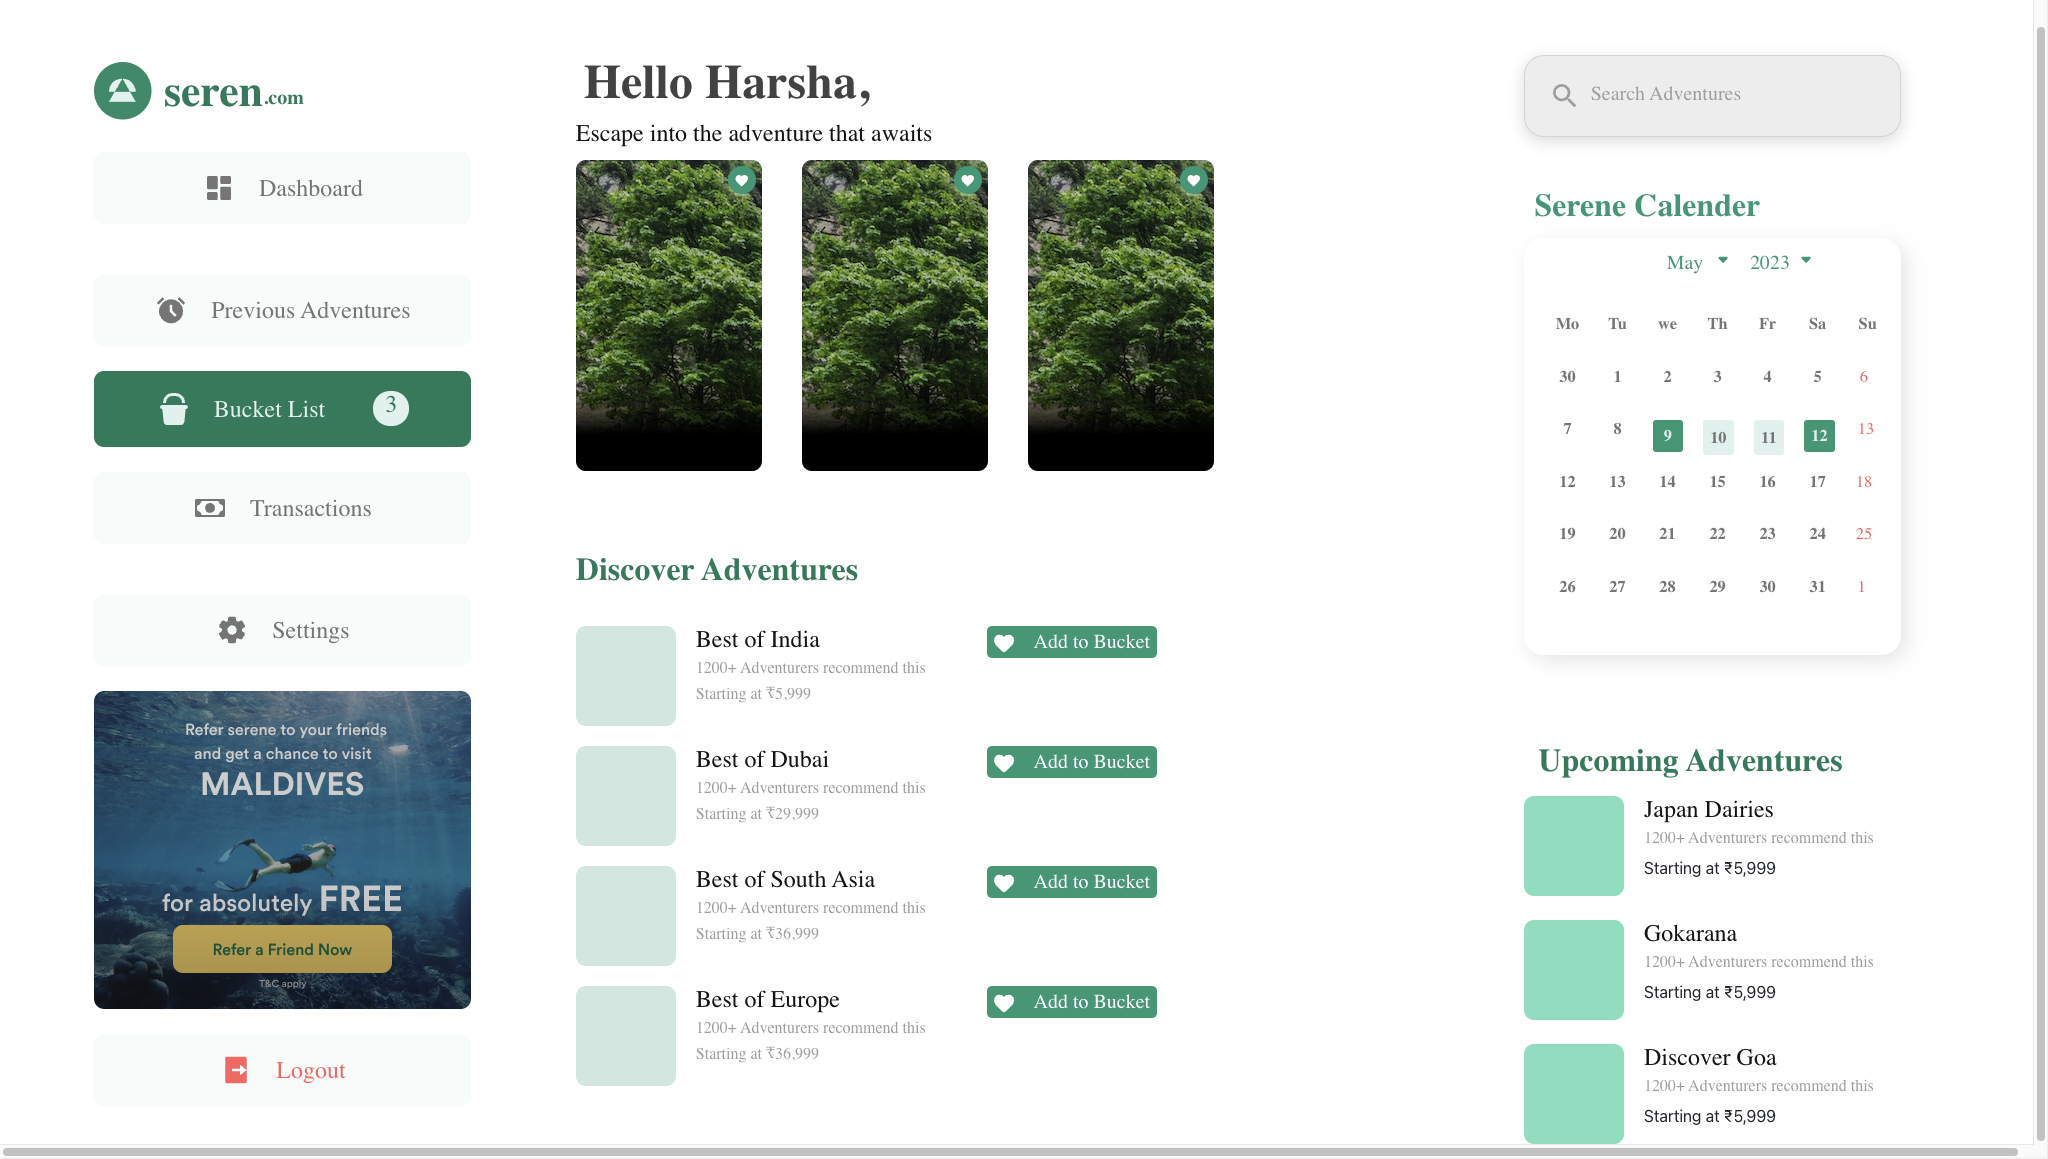 seren.com
Dashboard
Previous Adventures
Bucket List 3
Transactions
Settings
Refer serene to your friends
and get a chance to visit
MALDIVES
for absolutely FREE
Refer a Friend Now
T&C apply
Logout
Hello Harsha,
Escape into the adventure that awaits
Discover Adventures
Best of India
1200+ Adventurers recommend this
Starting at ₹5,999
Add to Bucket
Best of Dubai
1200+ Adventurers recommend this
Starting at ₹29,999
Add to Bucket
Best of South Asia
1200+ Adventurers recommend this
Starting at ₹36,999
Add to Bucket
Best of Europe
1200+ Adventurers recommend this
Starting at ₹36,999
Add to Bucket
Search Adventures
Serene Calender
May 2023
Mo Tu we Th Fr Sa Su
30 1 2 3 4 5 6
7 8 9 10 11 12 13
12 13 14 15 16 17 18
19 20 21 22 23 24 25
26 27 28 29 30 31 1
Upcoming Adventures
Japan Dairies
1200+ Adventurers recommend this
Starting at ₹5,999
Gokarana
1200+ Adventurers recommend this
Starting at ₹5,999
Discover Goa
1200+ Adventurers recommend this
Starting at ₹5,999